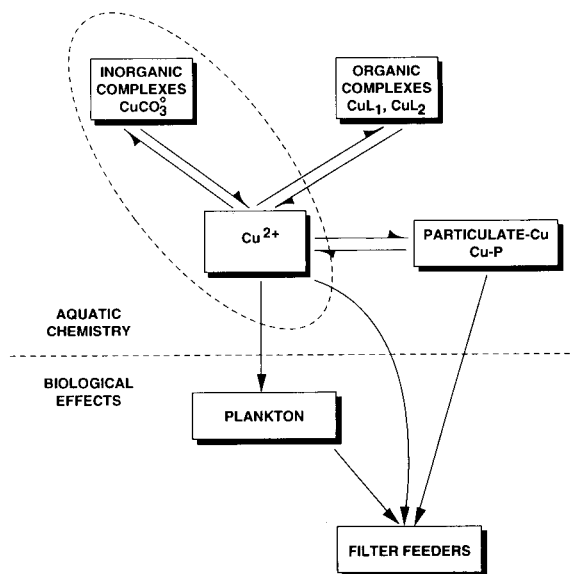 INORGANIC
COMPLEXES
CuCO₃°
ORGANIC
COMPLEXES
CuL₁, CuL₂
Cu²⁺
PARTICULATE-Cu
Cu-P
AQUATIC
CHEMISTRY
BIOLOGICAL
EFFECTS
PLANKTON
FILTER FEEDERS